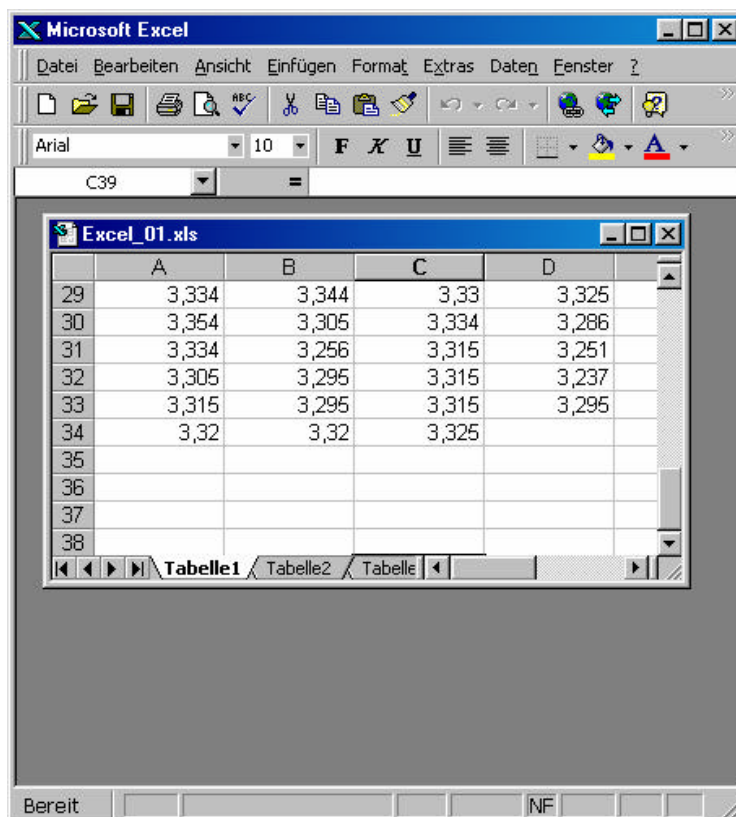 Microsoft Excel
Datei Bearbeiten Ansicht Einfügen Format Extras Daten Fenster ?
ABC
Arial 10 F K U A
C39 =
Excel_01.xls
A B C D
29 3,334 3,344 3,33 3,325
30 3,354 3,305 3,334 3,286
31 3,334 3,256 3,315 3,251
32 3,305 3,295 3,315 3,237
33 3,315 3,295 3,315 3,295
34 3,32 3,32 3,325
35
36
37
38
Tabelle1 Tabelle2 Tabelle
Bereit NF